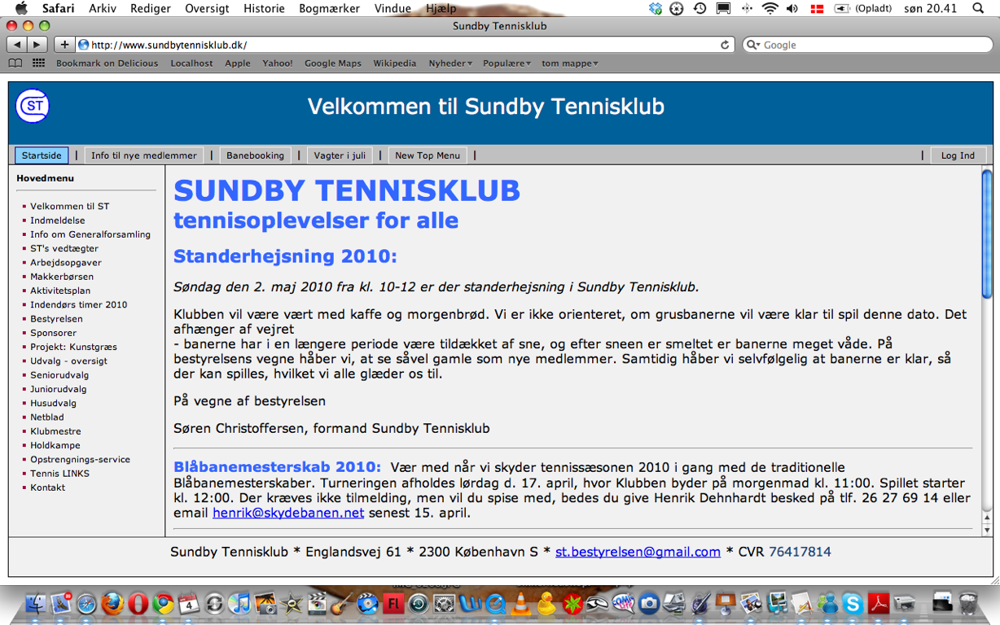 Safari Arkiv Rediger Oversigt Historie Bogmærker Vindue Hjælp (Opladt) søn 20.41
Sundby Tennisklub
http://www.sundbytennisklub.dk/ Google
Bookmark on Delicious Localhost Apple Yahoo! Google Maps Wikipedia Nyheder Populære tom mappe
ST
Velkommen til Sundby Tennisklub
Startside | Info til nye medlemmer | Banebooking | Vagter i juli | New Top Menu | | Log Ind
Hovedmenu
Velkommen til ST
Indmeldelse
Info om Generalforsamling
ST's vedtægter
Arbejdsopgaver
Makkerbørsen
Aktivitetsplan
Indendørs timer 2010
Bestyrelsen
Sponsorer
Projekt: Kunstgræs
Udvalg - oversigt
Seniorudvalg
Juniorudvalg
Husudvalg
Netblad
Klubmestre
Holdkampe
Opstrengnings-service
Tennis LINKS
Kontakt
SUNDBY TENNISKLUB
tennisoplevelser for alle
Standerhejsning 2010:
Søndag den 2. maj 2010 fra kl. 10-12 er der standerhejsning i Sundby Tennisklub.
Klubben vil være vært med kaffe og morgenbrød. Vi er ikke orienteret, om grusbanerne vil være klar til spil denne dato. Det
afhænger af vejret
- banerne har i en længere periode være tildækket af sne, og efter sneen er smeltet er banerne meget våde. På
bestyrelsens vegne håber vi, at se såvel gamle som nye medlemmer. Samtidig håber vi selvfølgelig at banerne er klar, så
der kan spilles, hvilket vi alle glæder os til.
På vegne af bestyrelsen
Søren Christoffersen, formand Sundby Tennisklub
Blåbanemesterskab 2010: Vær med når vi skyder tennissæsonen 2010 i gang med de traditionelle
Blåbanemesterskaber. Turneringen afholdes lørdag d. 17. april, hvor Klubben byder på morgenmad kl. 11:00. Spillet starter
kl. 12:00. Der kræves ikke tilmelding, men vil du spise med, bedes du give Henrik Dehnhardt besked på tlf. 26 27 69 14 eller
email henrik@skydebanen.net senest 15. april.
Sundby Tennisklub * Englandsvej 61 * 2300 København S * st.bestyrelsen@gmail.com * CVR 76417814
4 Fl